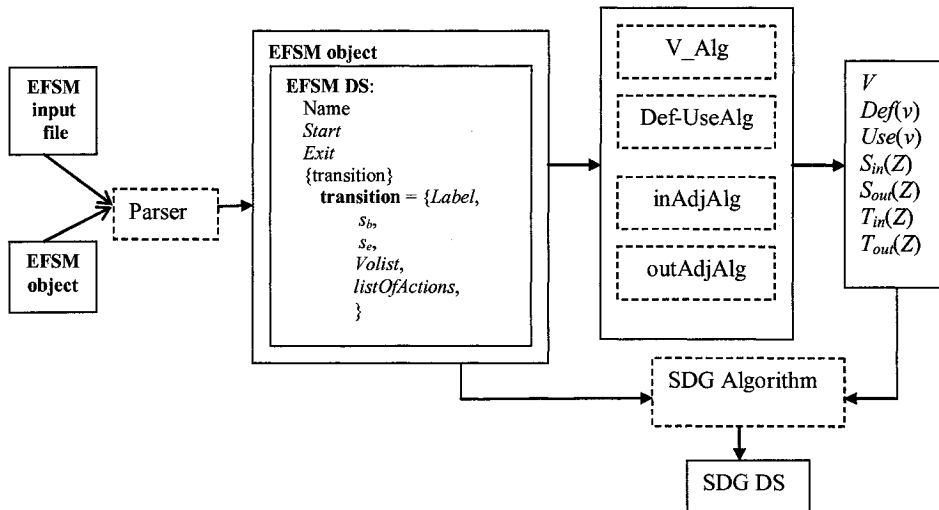 EFSM
input
file
EFSM
object
Parser
EFSM object
EFSM DS:
Name
Start
Exit
{transition}
transition = {Label,
s_b,
s_e,
Volist,
listOfActions,
}
V_Alg
Def-UseAlg
inAdjAlg
outAdjAlg
V
Def(v)
Use(v)
S_in(Z)
S_out(Z)
T_in(Z)
T_out(Z)
SDG Algorithm
SDG DS